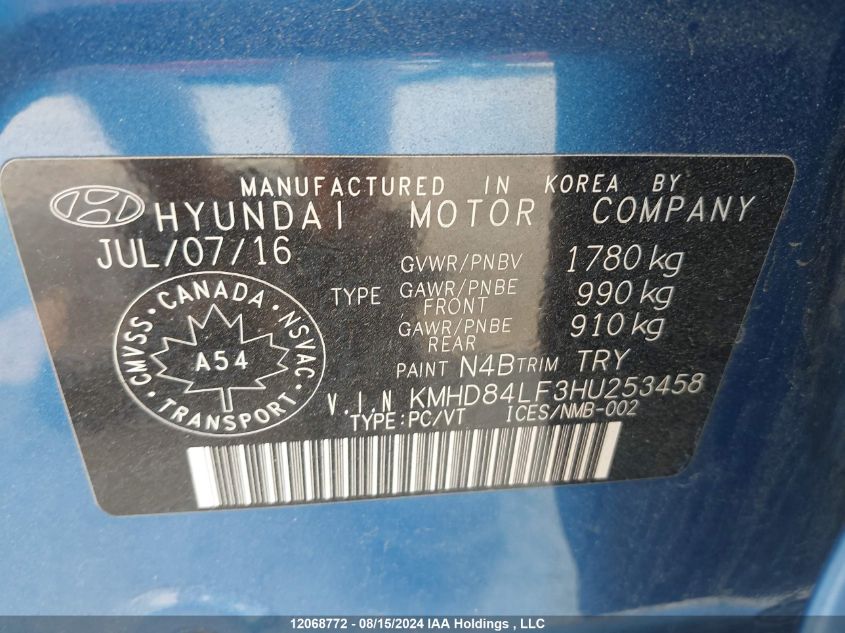 MANUFACTURED IN KOREA BY
HYUNDAI MOTOR COMPANY
JUL/07/16
GVWR/PNBV 1780 kg
TYPE GAWR/PNBE FRONT 990 kg
GAWR/PNBE REAR 910 kg
PAINT N4B TRIM TRY
V.I.N KMHD84LF3HU253458
TYPE:PC/VT ICES/NMB-002
CMVSS · CANADA · NSVAC
A54
· TRANSPORT ·
12068772 - 08/15/2024 IAA Holdings , LLC